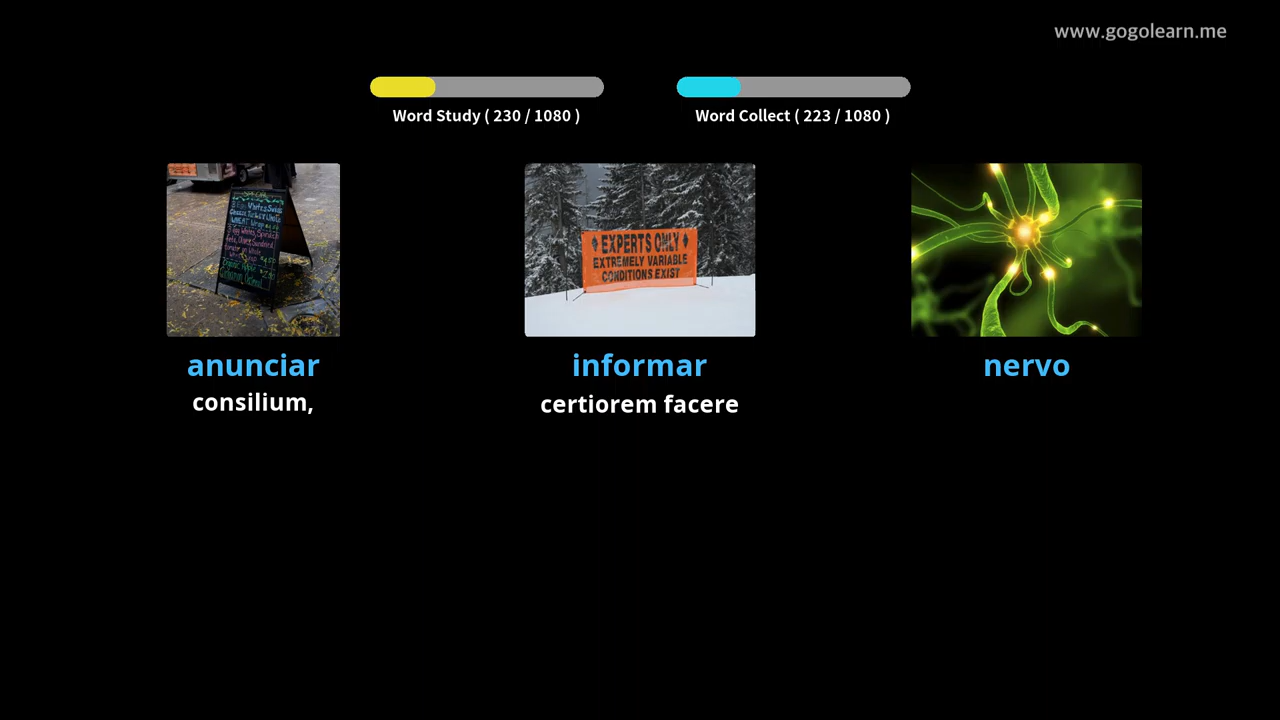 www.gogolearn.me
Word Study ( 230 / 1080 )
Word Collect ( 223 / 1080 )
EXPERTS ONLY
EXTREMELY VARIABLE
CONDITIONS EXIST
anunciar
informar
nervo
consilium,
certiorem facere